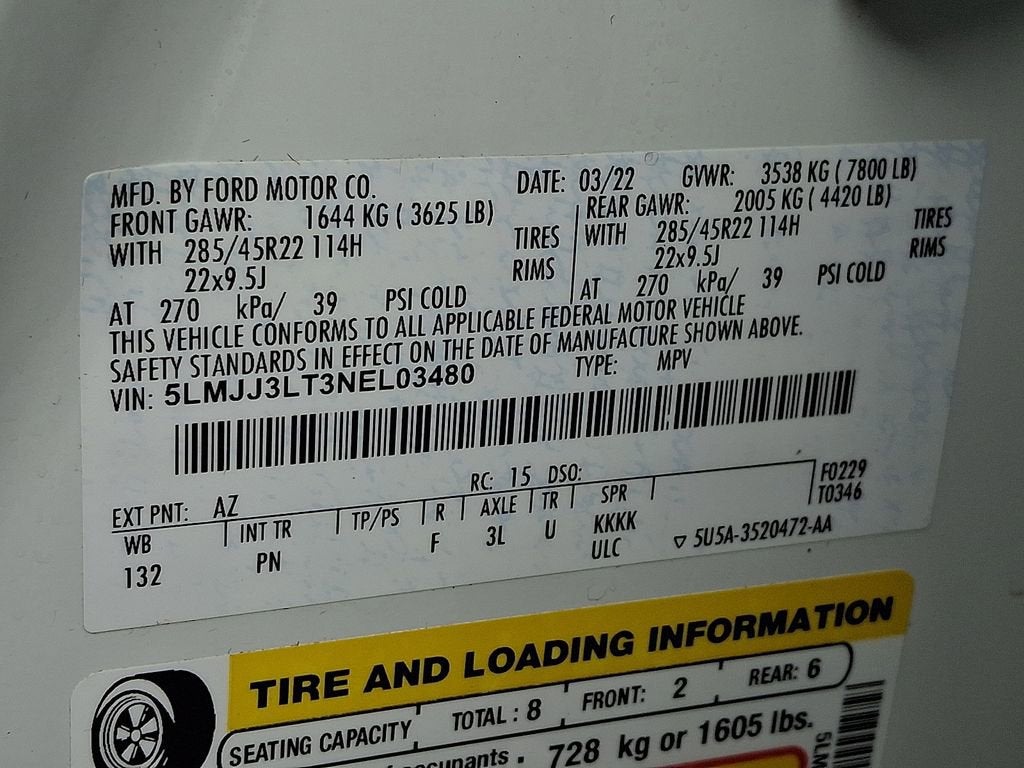 MFD. BY FORD MOTOR CO. DATE: 03/22 GVWR: 3538 KG ( 7800 LB)
FRONT GAWR: 1644 KG ( 3625 LB) REAR GAWR: 2005 KG ( 4420 LB)
WITH 285/45R22 114H TIRES WITH 285/45R22 114H TIRES
22x9.5J RIMS 22x9.5J RIMS
AT 270 kPa/ 39 PSI COLD AT 270 kPa/ 39 PSI COLD
THIS VEHICLE CONFORMS TO ALL APPLICABLE FEDERAL MOTOR VEHICLE
SAFETY STANDARDS IN EFFECT ON THE DATE OF MANUFACTURE SHOWN ABOVE.
VIN: 5LMJJ3LT3NEL03480 TYPE: MPV
EXT PNT: AZ RC: 15 DSO: F0229
WB INT TR TP/PS R AXLE TR SPR T0346
132 PN F 3L U KKKK
ULC ▽ 5U5A-3520472-AA
TIRE AND LOADING INFORMATION
SEATING CAPACITY TOTAL : 8 FRONT: 2 REAR: 6
728 kg or 1605 lbs.
5LM